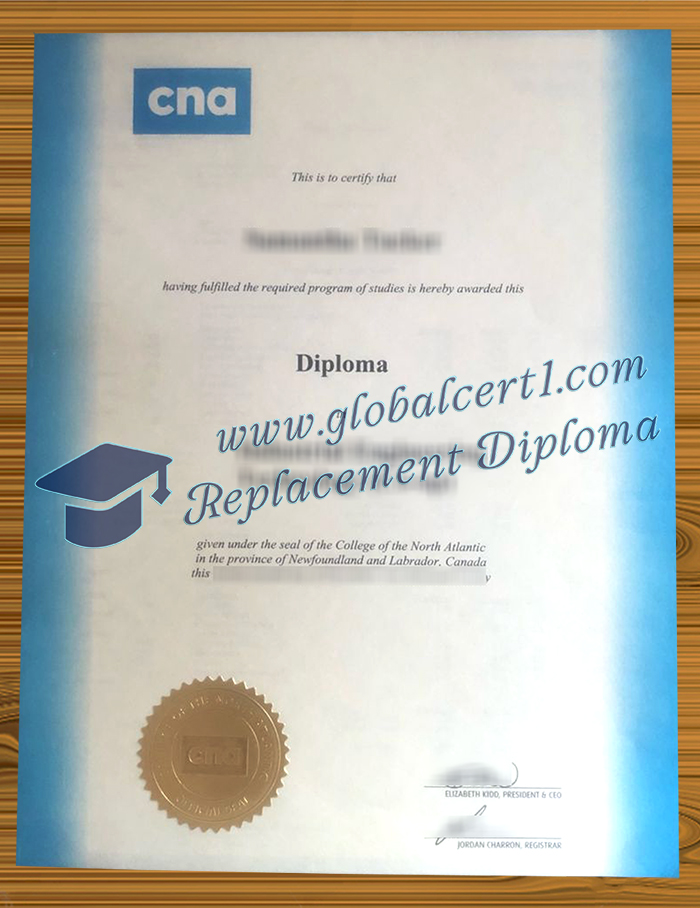 cna
This is to certify that
having fulfilled the required program of studies is hereby awarded this
Diploma
www.globalcert1.com
Replacement Diploma
given under the seal of the College of the North Atlantic
in the province of Newfoundland and Labrador. Canada
this
cna
OFFICIAL SEAL
ELIZABETH KIDD, PRESIDENT & CEO
JORDAN CHARRON, REGISTRAR